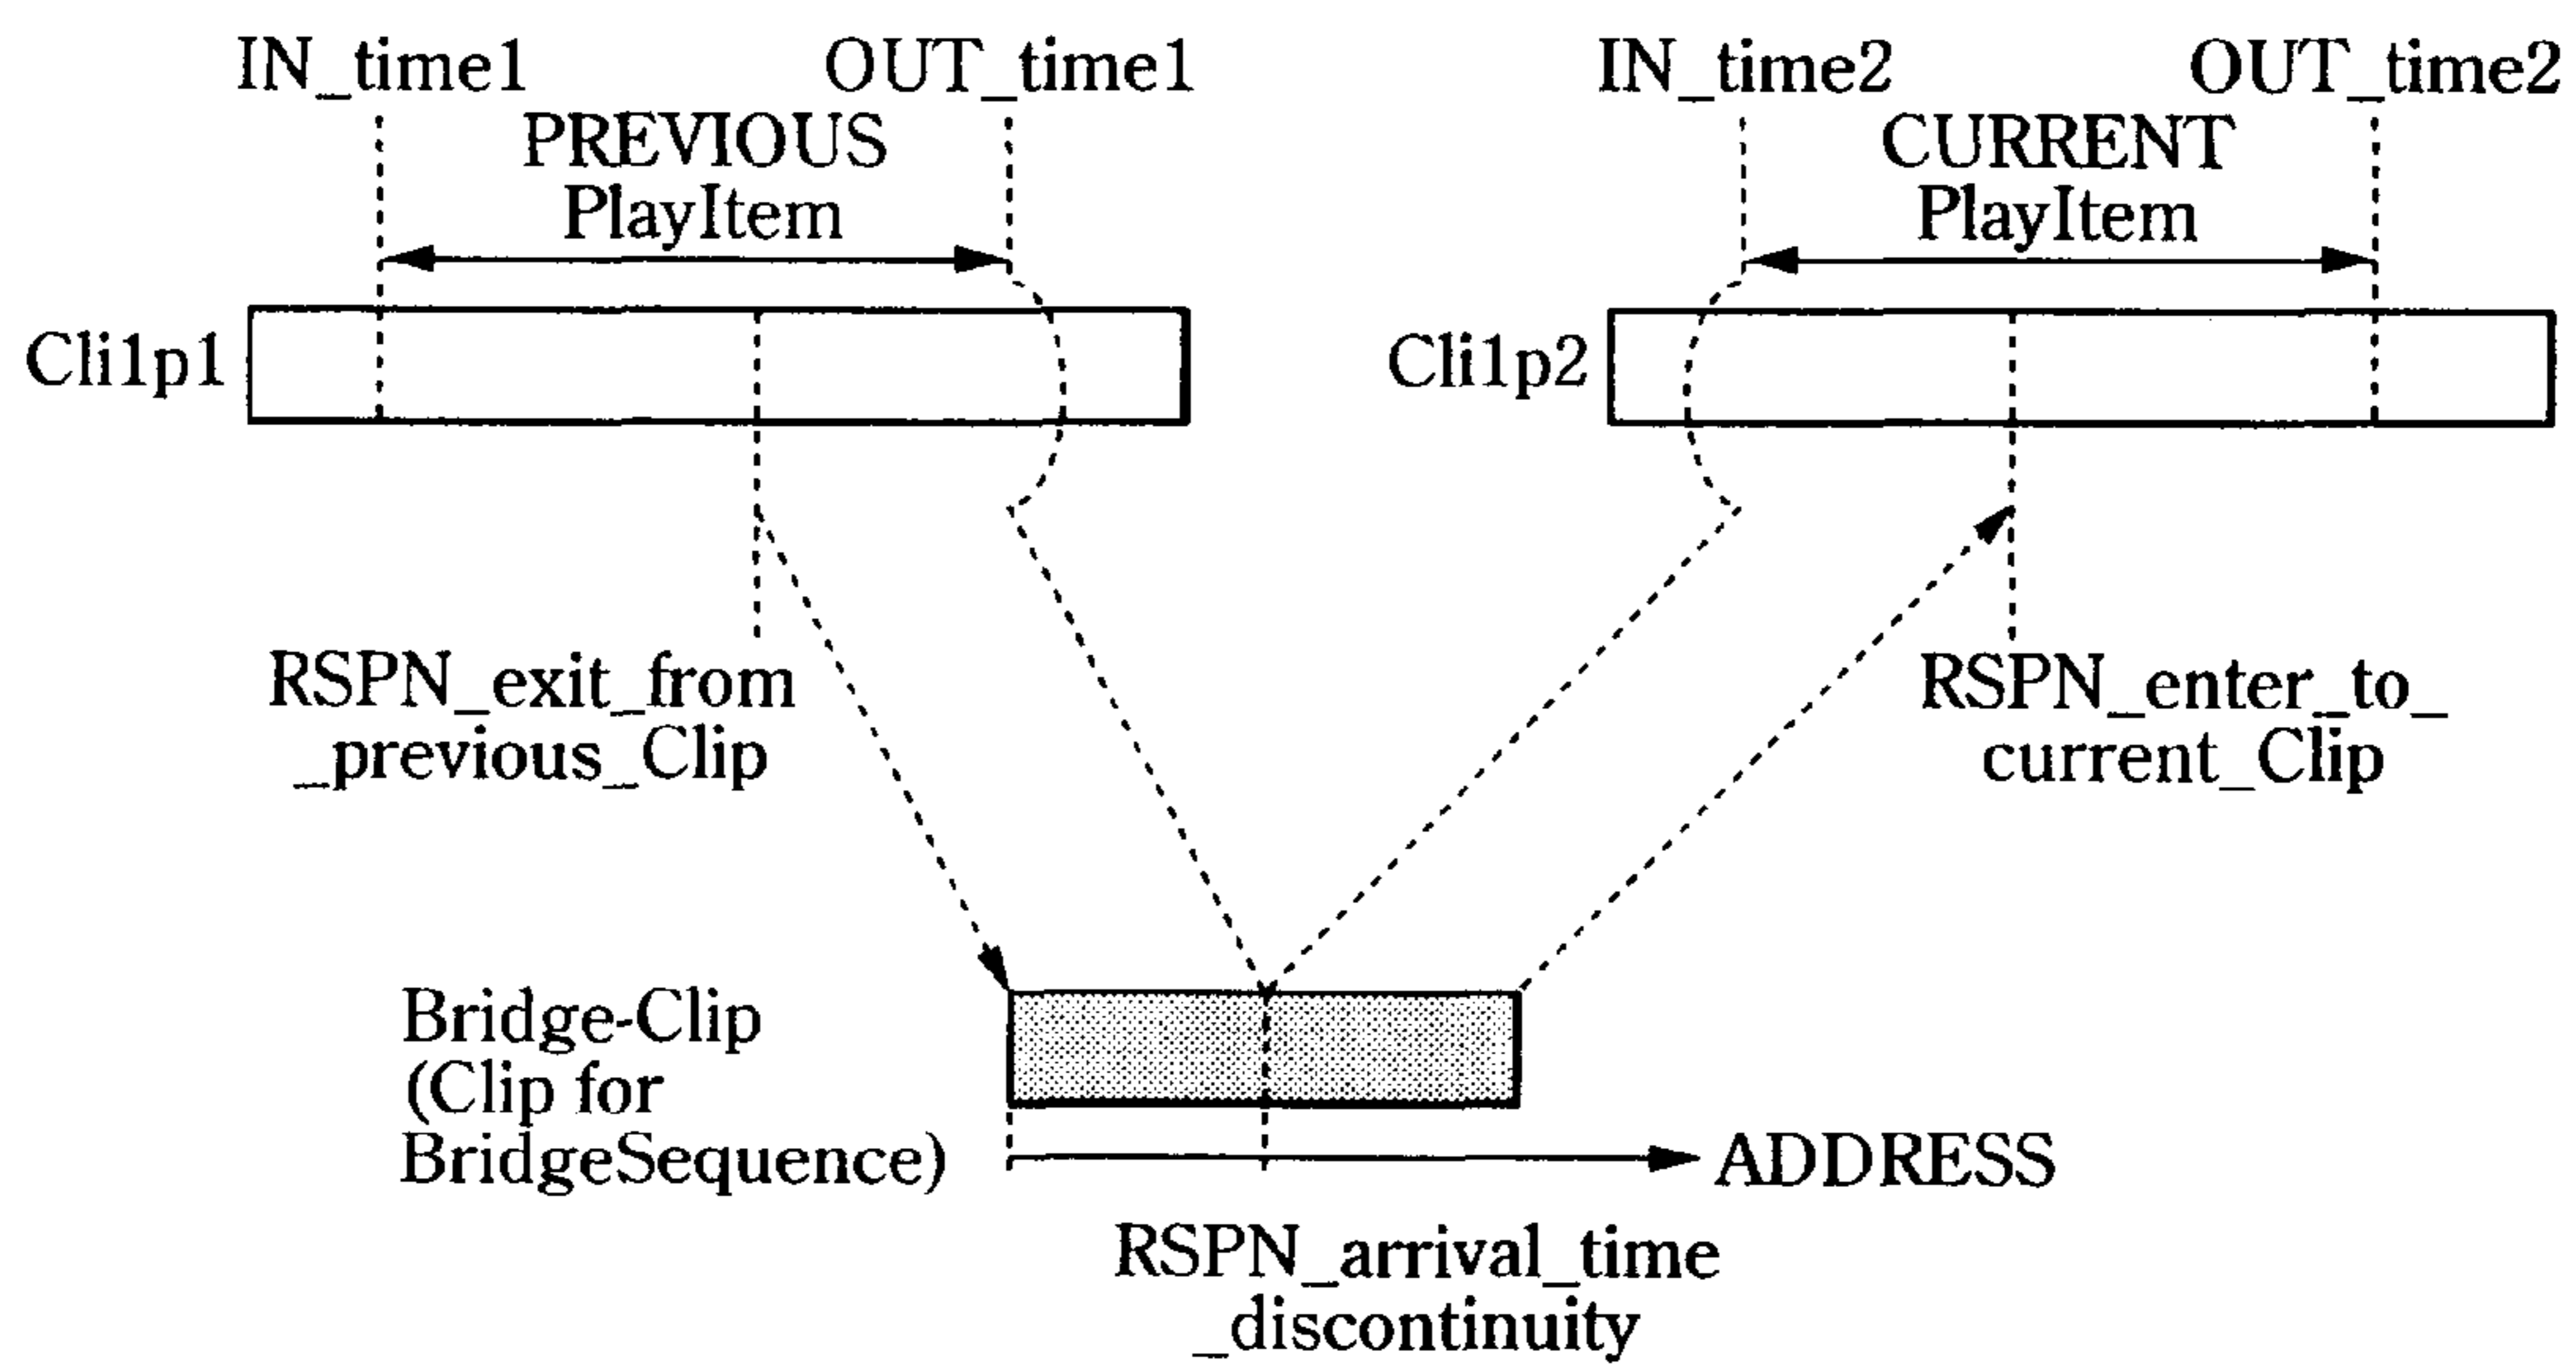 IN_time1
OUT_time1
IN_time2
OUT_time2
PREVIOUS
PlayItem
CURRENT
PlayItem
Cli1p1
Cli1p2
RSPN_exit_from
_previous_Clip
RSPN_enter_to_
current_Clip
Bridge-Clip
(Clip for
BridgeSequence)
ADDRESS
RSPN_arrival_time
_discontinuity